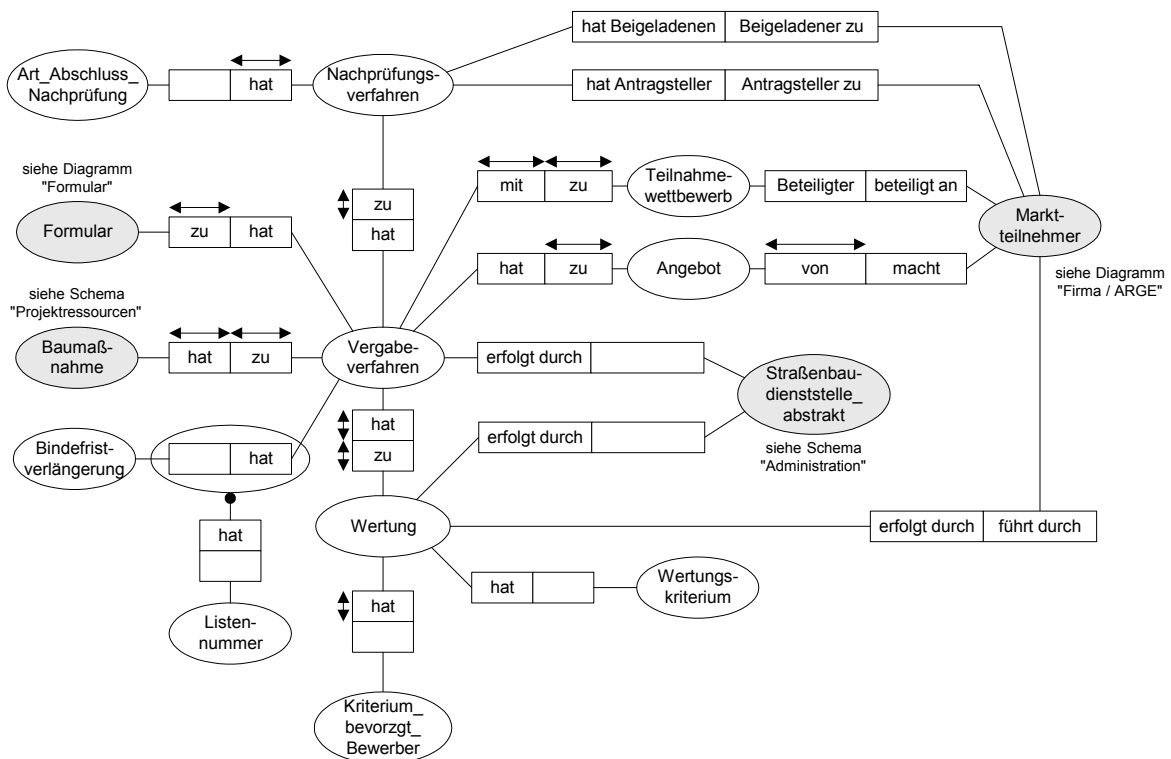 hat Beigeladenen
Beigeladener zu
Art_Abschluss_
Nachprüfung
hat
Nachprüfungs-
verfahren
hat Antragsteller
Antragsteller zu
siehe Diagramm
"Formular"
Formular
zu
hat
zu
hat
mit
zu
Teilnahme-
wettbewerb
Beteiligter
beteiligt an
Markt-
teilnehmer
siehe Diagramm
"Firma / ARGE"
hat
zu
Angebot
von
macht
siehe Schema
"Projektressourcen"
Baumaß-
nahme
hat
zu
Vergabe-
verfahren
erfolgt durch
Straßenbau-
dienststelle_
abstrakt
siehe Schema
"Administration"
hat
zu
erfolgt durch
Bindefrist-
verlängerung
hat
hat
Listen-
nummer
Wertung
erfolgt durch
führt durch
hat
Wertungs-
kriterium
hat
Kriterium_
bevorzgt_
Bewerber